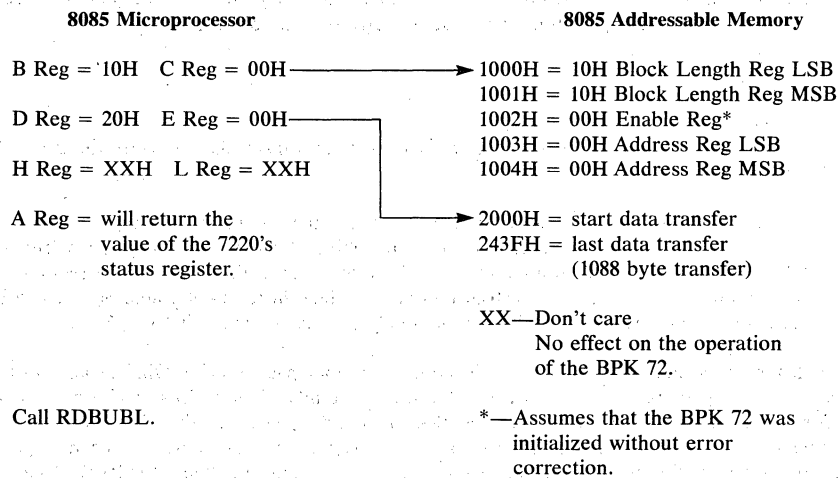 8085 Microprocessor
B Reg = 10H C Reg = 00H
D Reg = 20H E Reg = 00H
H Reg = XXH L Reg = XXH
A Reg = will return the
value of the 7220's
status register.
Call RDBUBL.
8085 Addressable Memory
1000H = 10H Block Length Reg LSB
1001H = 10H Block Length Reg MSB
1002H = 00H Enable Reg*
1003H = 00H Address Reg LSB
1004H = 00H Address Reg MSB
2000H = start data transfer
243FH = last data transfer
(1088 byte transfer)
XX—Don't care
No effect on the operation
of the BPK 72.
*—Assumes that the BPK 72 was
initialized without error
correction.